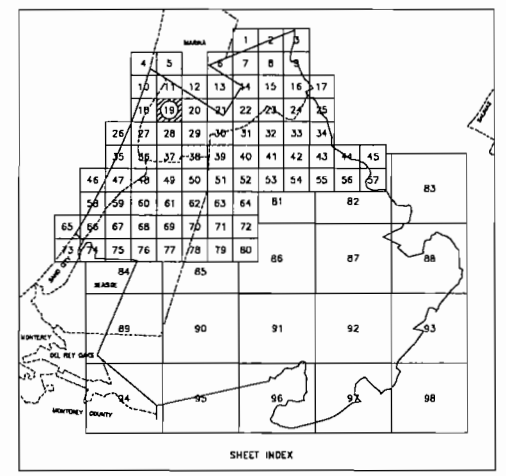 MARINA
1 2 3
4 5 6 7 8 9
10 11 12 13 14 15 16 17
18 19 20 21 22 23 24 25
26 27 28 29 30 31 32 33 34
35 36 37 38 39 40 41 42 43 44 45
46 47 48 49 50 51 52 53 54 55 56 57
58 59 60 61 62 63 64 81 82 83
65 66 67 68 69 70 71 72
73 74 75 76 77 78 79 80 86 87 88
SAND CITY
84 85
SEASIDE
89 90 91 92 93
MONTEREY
DEL REY OAKS
94 95 96 97 98
MONTEREY COUNTY
SHEET INDEX